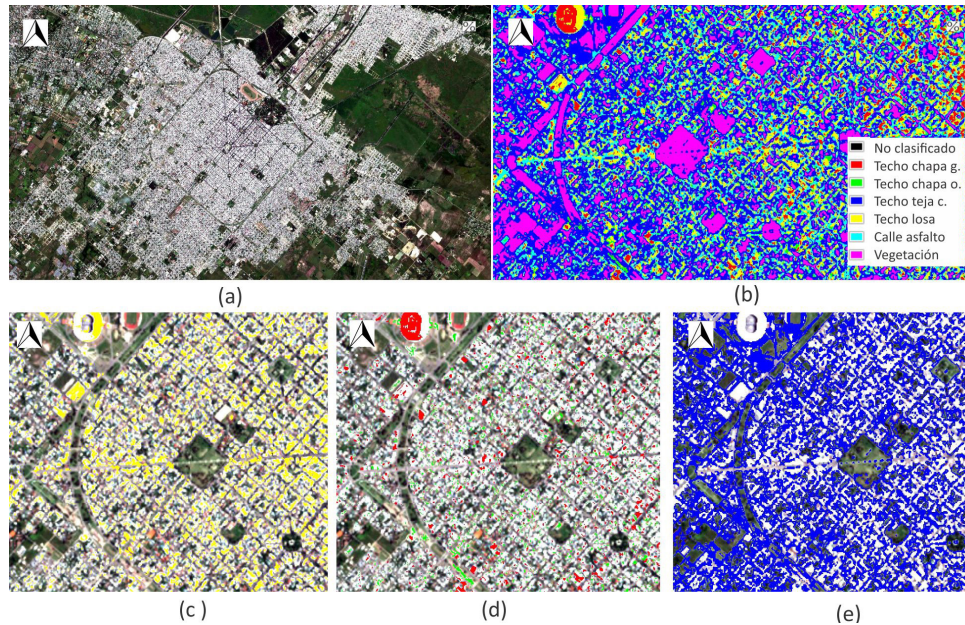 (a)
No clasificado
Techo chapa g.
Techo chapa o.
Techo teja c.
Techo losa
Calle asfalto
Vegetación
(b)
(c )
(d)
(e)